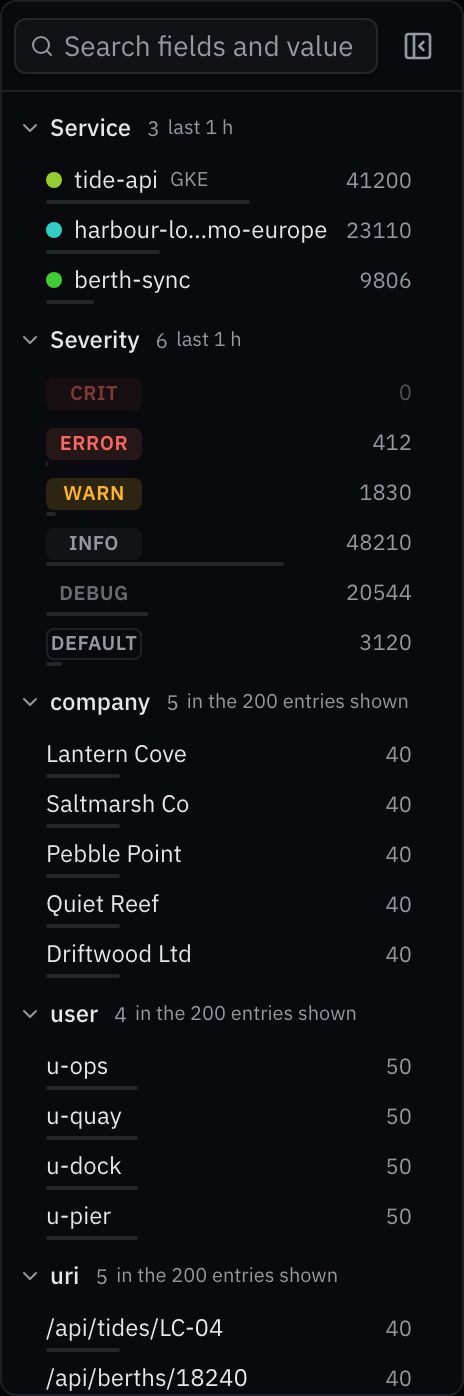 Search fields and value
Service 3 last 1 h
tide-api GKE 41200
harbour-lo...mo-europe 23110
berth-sync 9806
Severity 6 last 1 h
CRIT 0
ERROR 412
WARN 1830
INFO 48210
DEBUG 20544
DEFAULT 3120
company 5 in the 200 entries shown
Lantern Cove 40
Saltmarsh Co 40
Pebble Point 40
Quiet Reef 40
Driftwood Ltd 40
user 4 in the 200 entries shown
u-ops 50
u-quay 50
u-dock 50
u-pier 50
uri 5 in the 200 entries shown
/api/tides/LC-04 40
/api/berths/18240 40